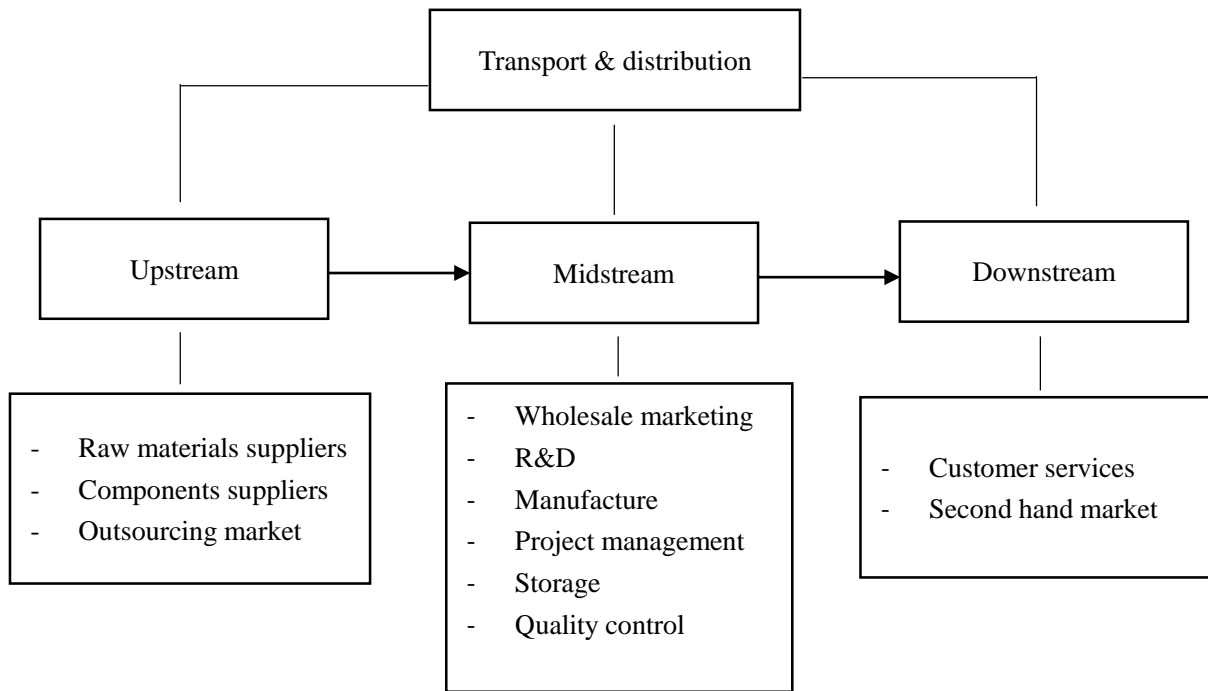 Transport & distribution
Upstream
Midstream
Downstream
- Raw materials suppliers
- Components suppliers
- Outsourcing market
- Wholesale marketing
- R&D
- Manufacture
- Project management
- Storage
- Quality control
- Customer services
- Second hand market